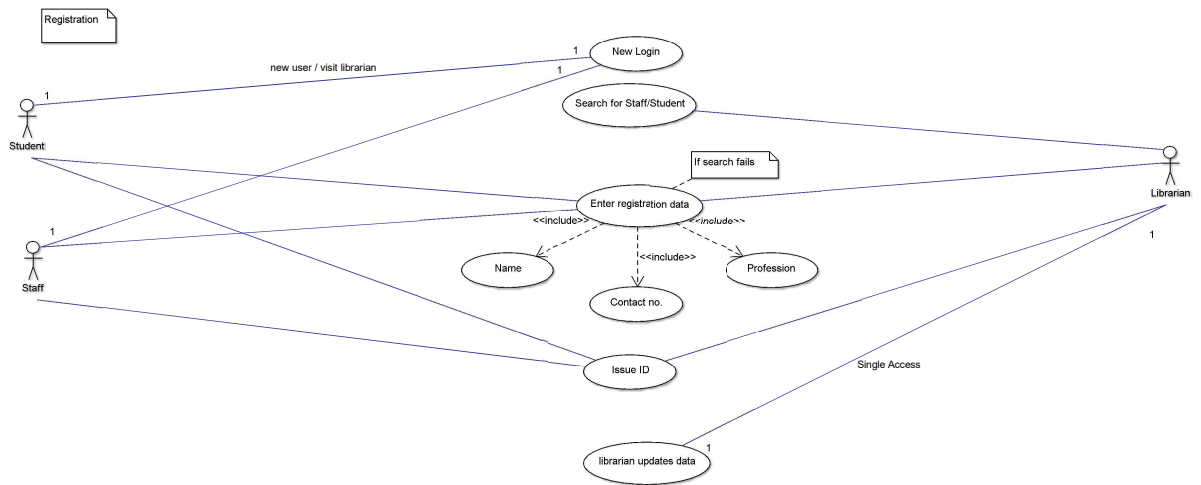 Registration
New Login
1
1
new user / visit librarian
1
Search for Staff/Student
Student
If search fails
Librarian
Enter registration data
<<include>>
<<include>>
1
1
<<include>>
Name
Profession
Staff
Contact no.
Issue ID
Single Access
1
librarian updates data